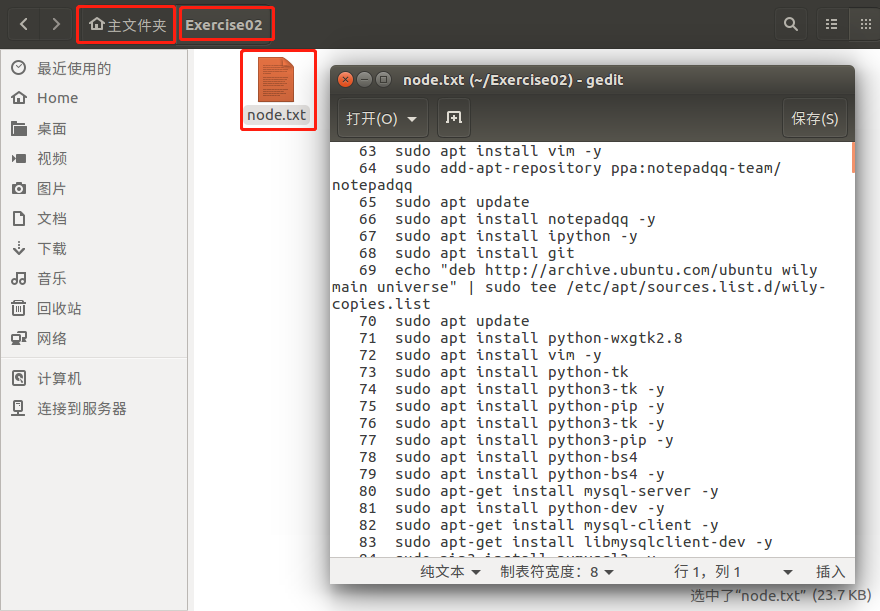 主文件夹 Exercise02
最近使用的
Home
桌面
视频
图片
文档
下载
音乐
回收站
网络
计算机
连接到服务器
node.txt
node.txt (~/Exercise02) - gedit
打开(O) 保存(S)
63 sudo apt install vim -y
64 sudo add-apt-repository ppa:notepadqq-team/
notepadqq
65 sudo apt update
66 sudo apt install notepadqq -y
67 sudo apt install ipython -y
68 sudo apt install git
69 echo "deb http://archive.ubuntu.com/ubuntu wily
main universe" | sudo tee /etc/apt/sources.list.d/wily-
copies.list
70 sudo apt update
71 sudo apt install python-wxgtk2.8
72 sudo apt install vim -y
73 sudo apt install python-tk
74 sudo apt install python3-tk -y
75 sudo apt install python-pip -y
76 sudo apt install python3-tk -y
77 sudo apt install python3-pip -y
78 sudo apt install python-bs4
79 sudo apt install python-bs4 -y
80 sudo apt-get install mysql-server -y
81 sudo apt install python-dev -y
82 sudo apt-get install mysql-client -y
83 sudo apt-get install libmysqlclient-dev -y
纯文本 制表符宽度：8 行 1，列 1 插入
选中了“node.txt” (23.7 KB)